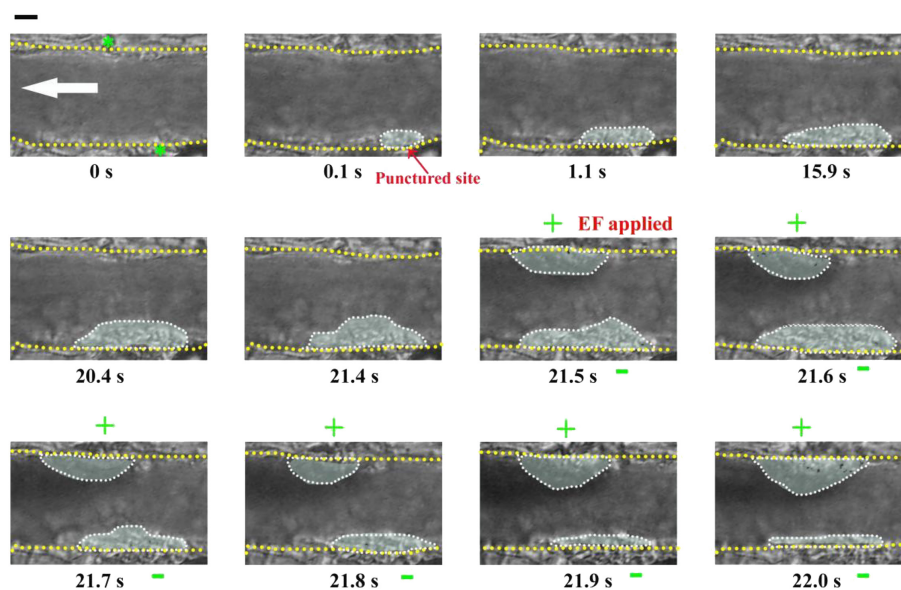 0 s
0.1 s
1.1 s
15.9 s
Punctured site
+ EF applied +
20.4 s
21.4 s
21.5 s
21.6 s
- -
+ + + +
21.7 s
21.8 s
21.9 s
22.0 s
- - - -